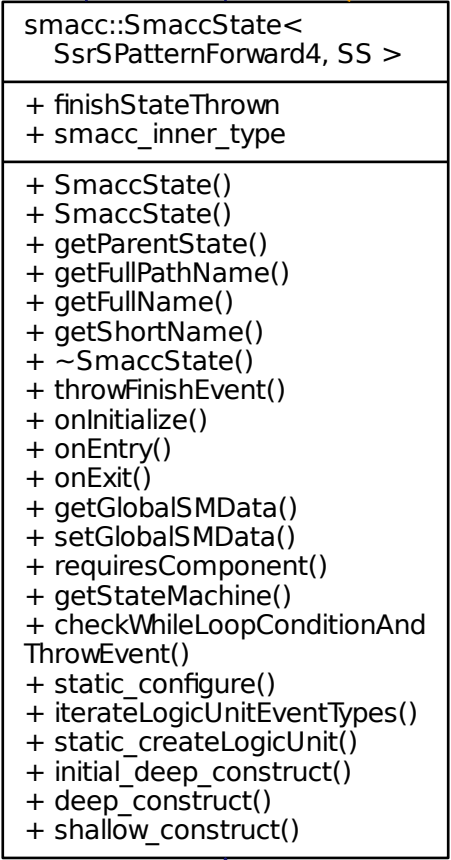 smacc::SmaccState<
SsrSPatternForward4, SS >
+ finishStateThrown
+ smacc_inner_type
+ SmaccState()
+ SmaccState()
+ getParentState()
+ getFullPathName()
+ getFullName()
+ getShortName()
+ ~SmaccState()
+ throwFinishEvent()
+ onInitialize()
+ onEntry()
+ onExit()
+ getGlobalSMData()
+ setGlobalSMData()
+ requiresComponent()
+ getStateMachine()
+ checkWhileLoopConditionAnd
ThrowEvent()
+ static_configure()
+ iterateLogicUnitEventTypes()
+ static_createLogicUnit()
+ initial_deep_construct()
+ deep_construct()
+ shallow_construct()